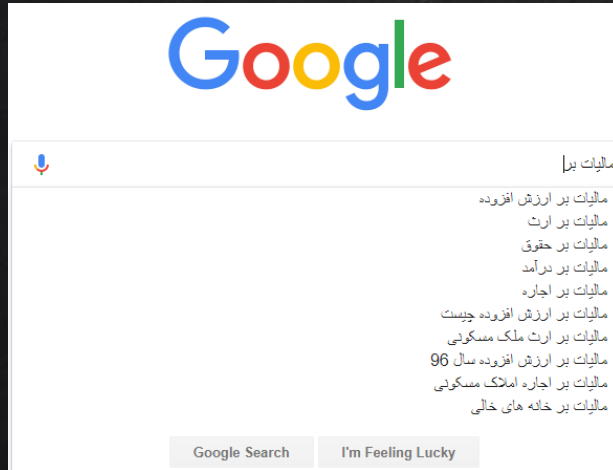 Google
مالیات بر
مالیات بر ارزش افزوده
مالیات بر ارث
مالیات بر حقوق
مالیات بر درآمد
مالیات بر اجاره
مالیات بر ارزش افزوده چیست
مالیات بر ارث ملک مسکونی
مالیات بر ارزش افزوده سال 96
مالیات بر اجاره املاک مسکونی
مالیات بر خانه های خالی
Google Search I'm Feeling Lucky